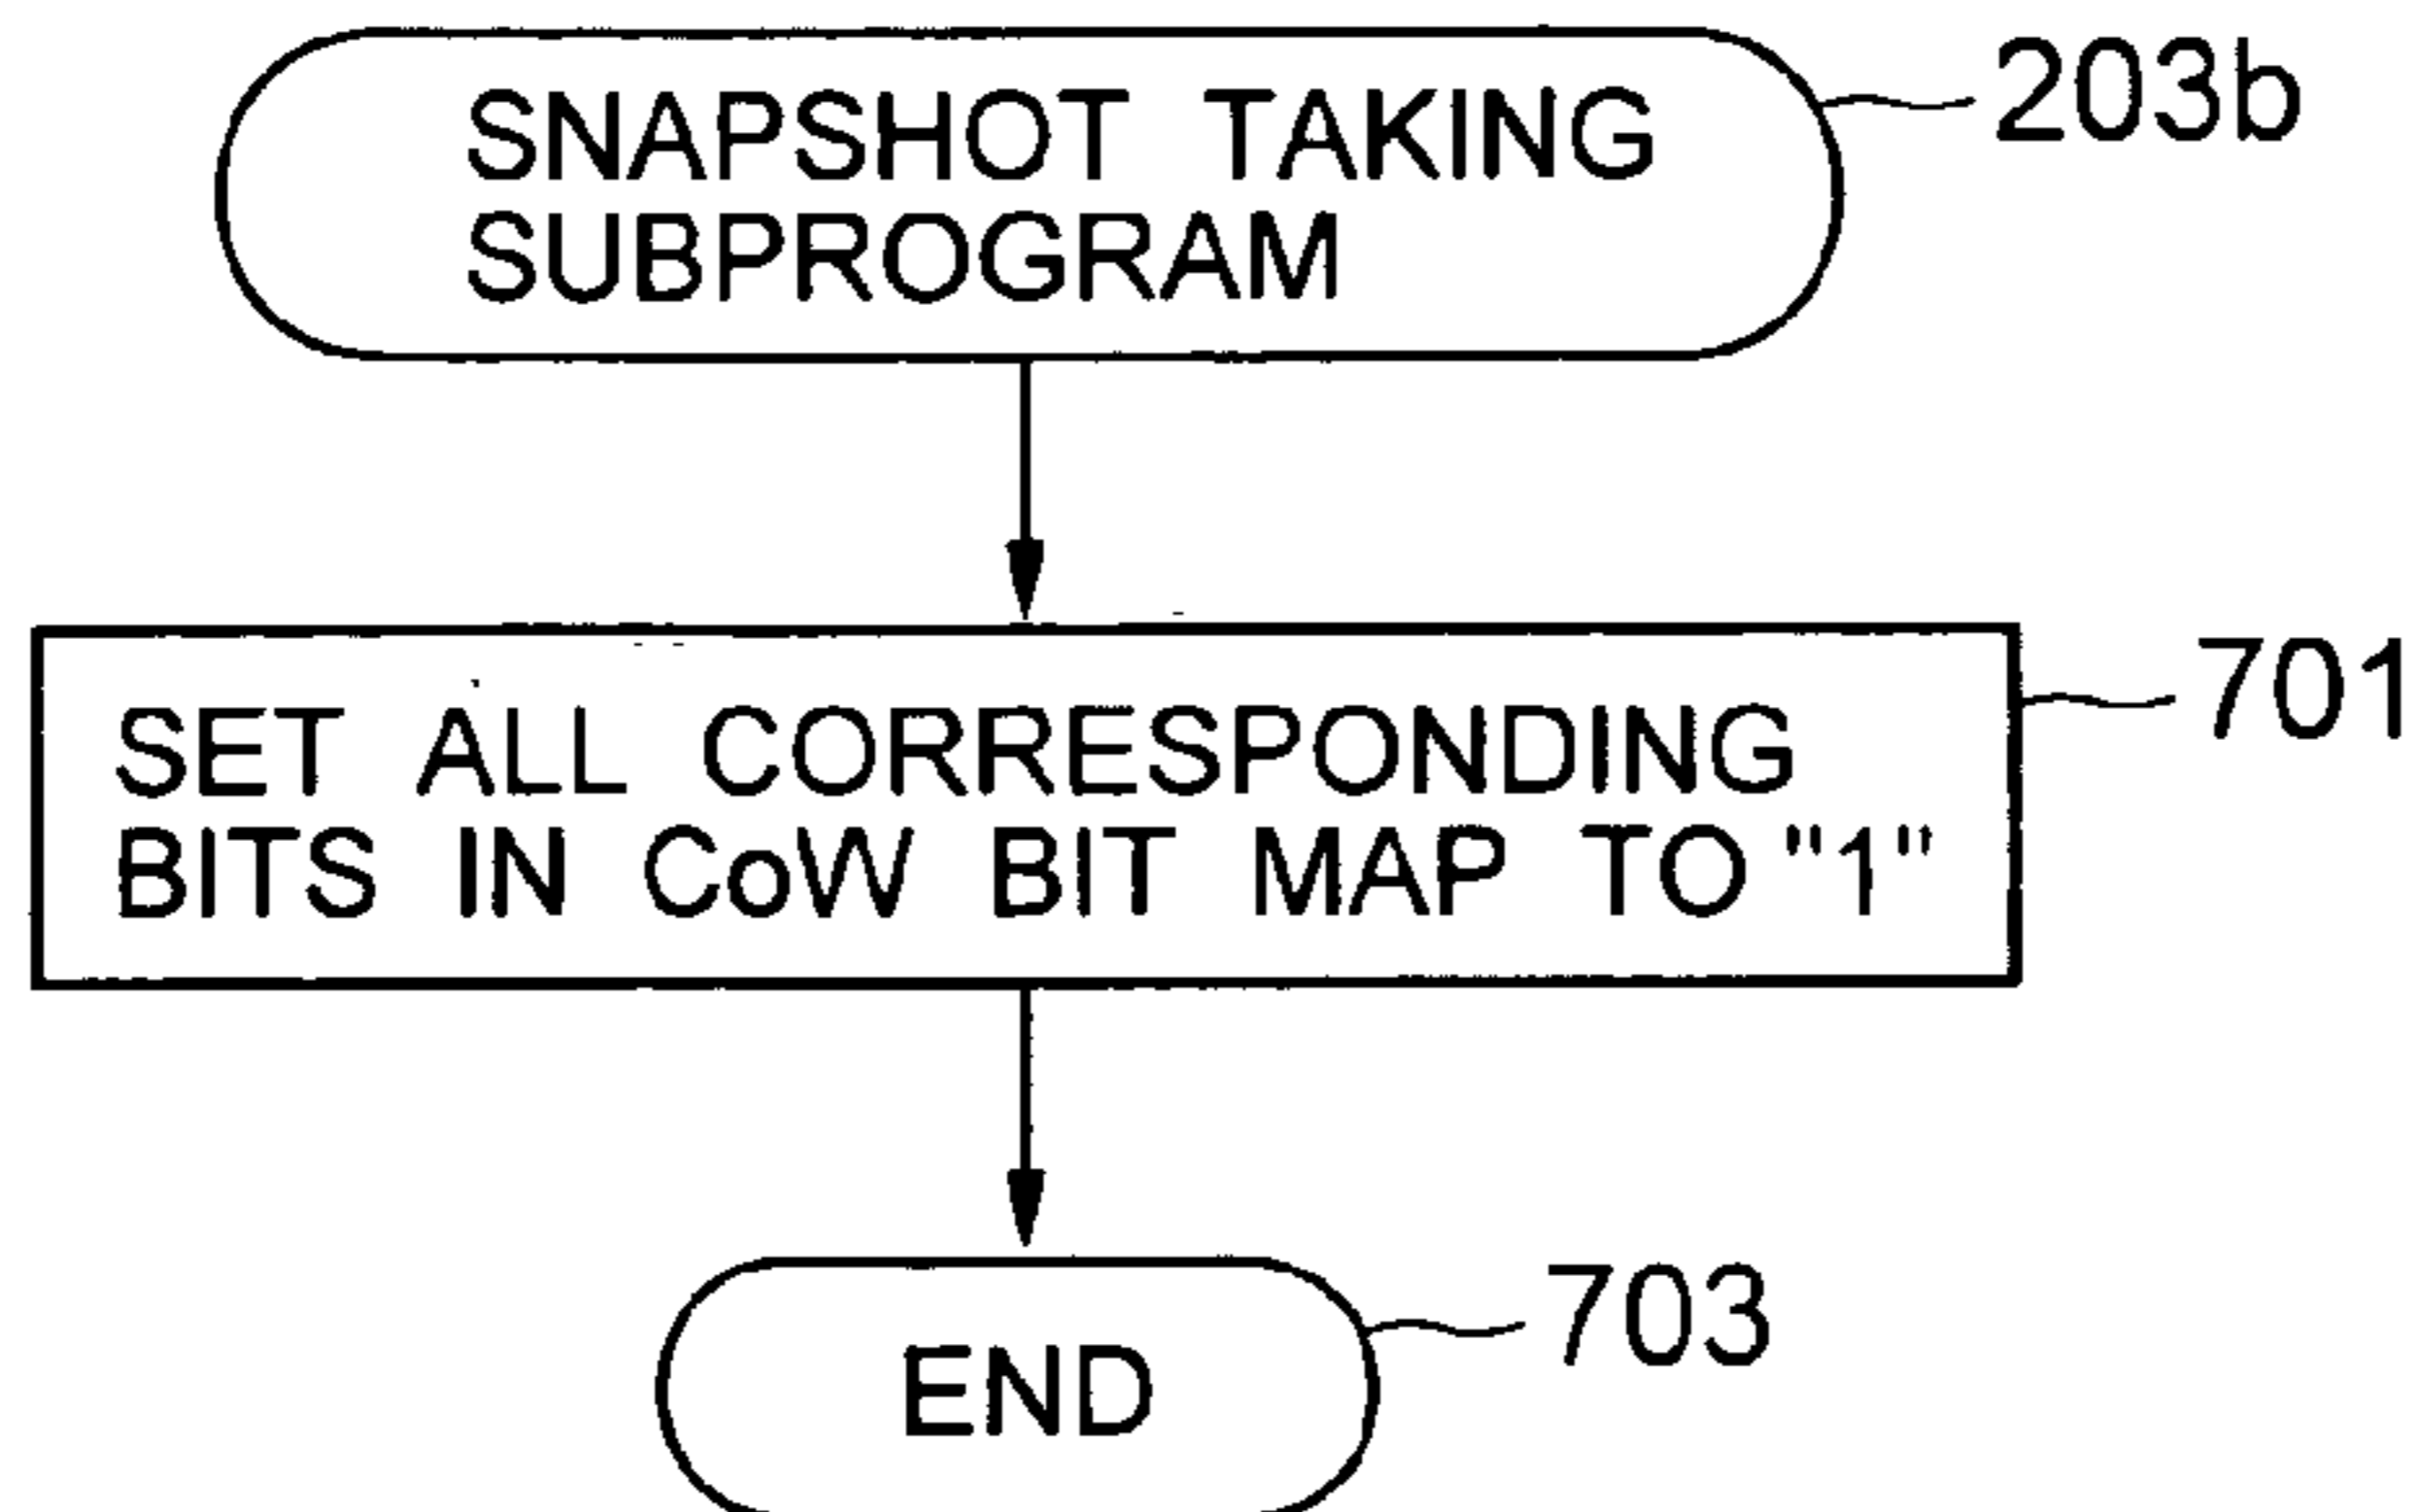 SNAPSHOT TAKING 203b
SUBPROGRAM
SET ALL CORRESPONDING 701
BITS IN CoW BIT MAP TO "1"
703
END